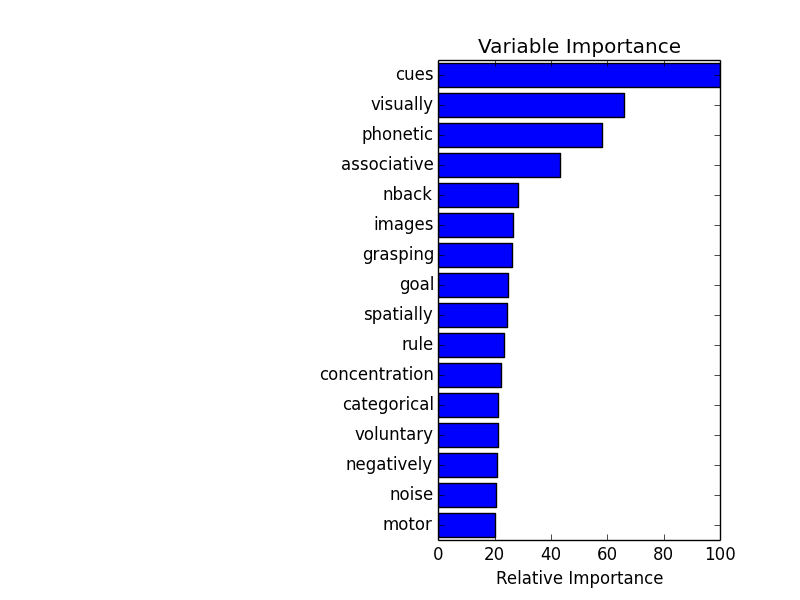 Variable Importance
cues
visually
phonetic
associative
nback
images
grasping
goal
spatially
rule
concentration
categorical
voluntary
negatively
noise
motor
0 20 40 60 80 100
Relative Importance